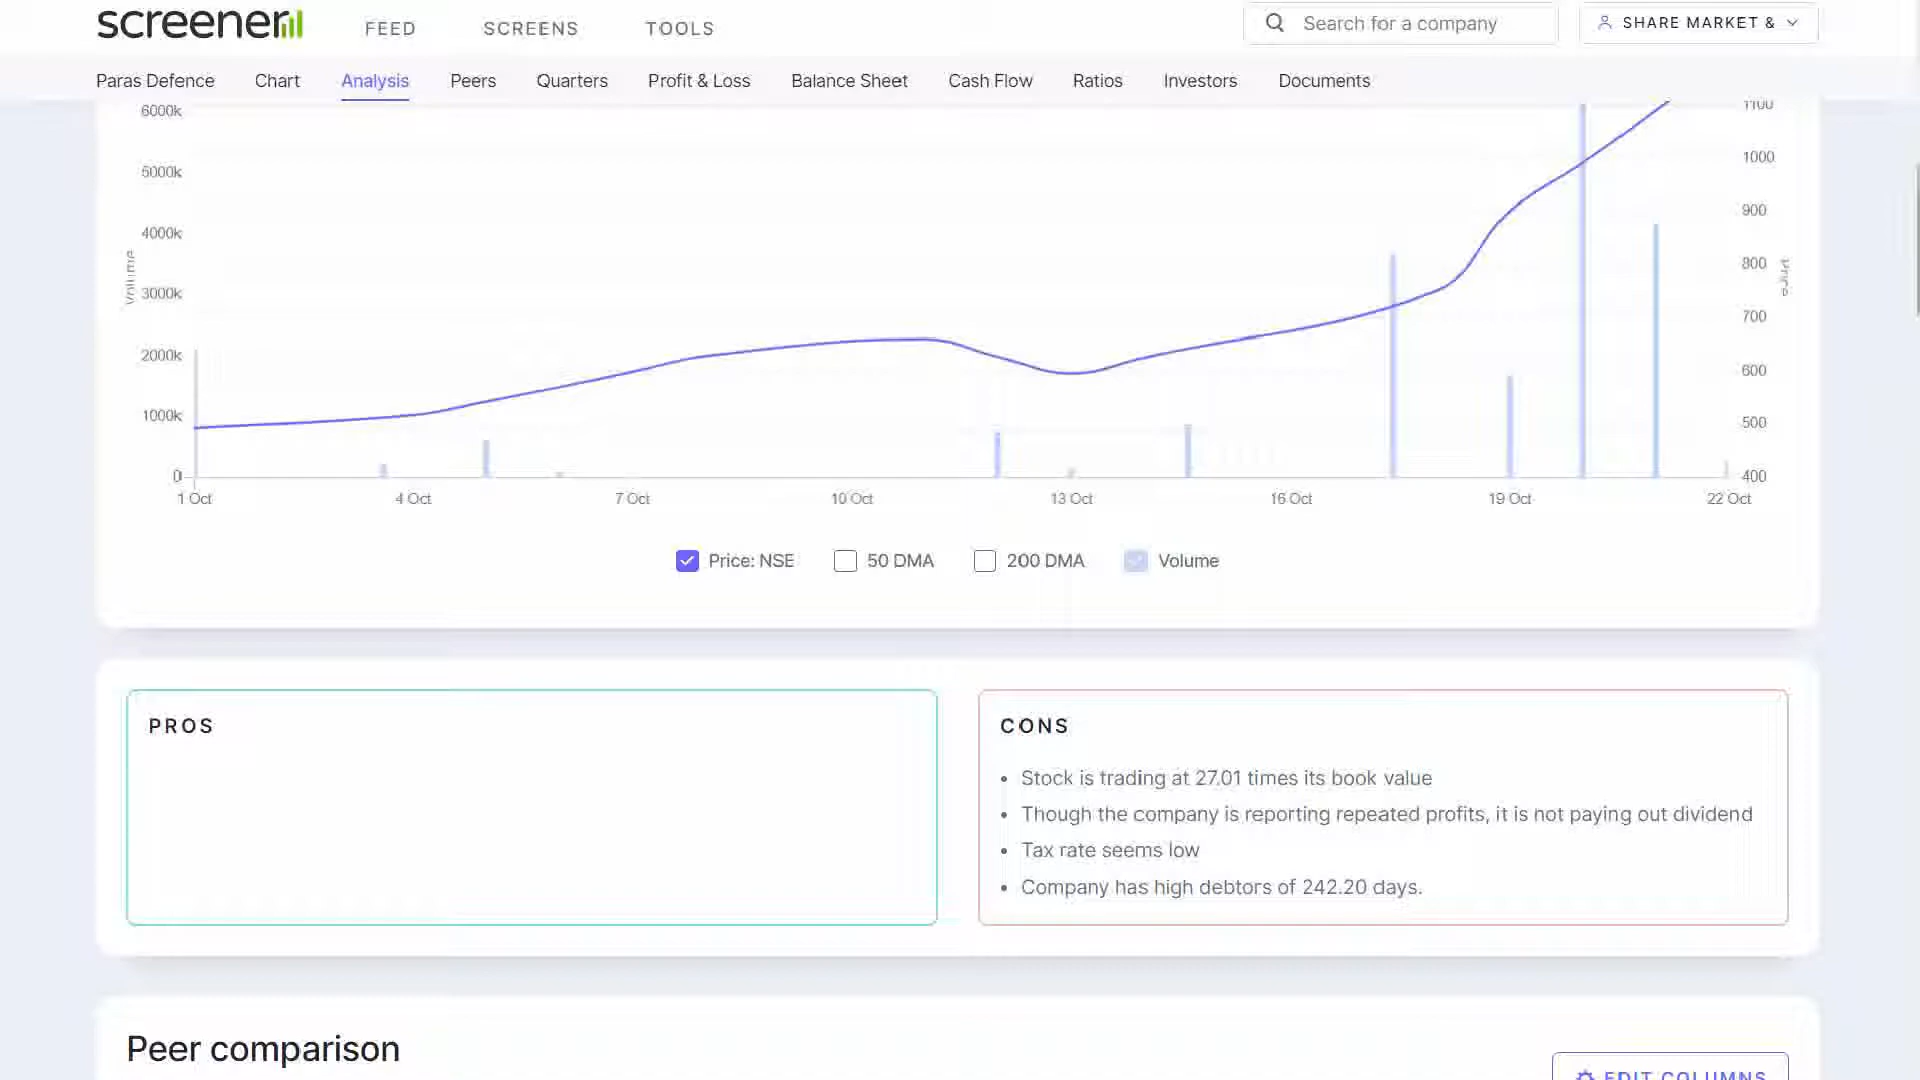 screener
FEED
SCREENS
TOOLS
Search for a company
SHARE MARKET &
Paras Defence
Chart
Analysis
Peers
Quarters
Profit & Loss
Balance Sheet
Cash Flow
Ratios
Investors
Documents
6000k
5000k
4000k
3000k
2000k
1000k
0
Volume
1100
1000
900
800
700
600
500
400
Price
1 Oct
4 Oct
7 Oct
10 Oct
13 Oct
16 Oct
19 Oct
22 Oct
Price: NSE
50 DMA
200 DMA
Volume
PROS
CONS
Stock is trading at 27.01 times its book value
Though the company is reporting repeated profits, it is not paying out dividend
Tax rate seems low
Company has high debtors of 242.20 days.
Peer comparison
EDIT COLUMNS